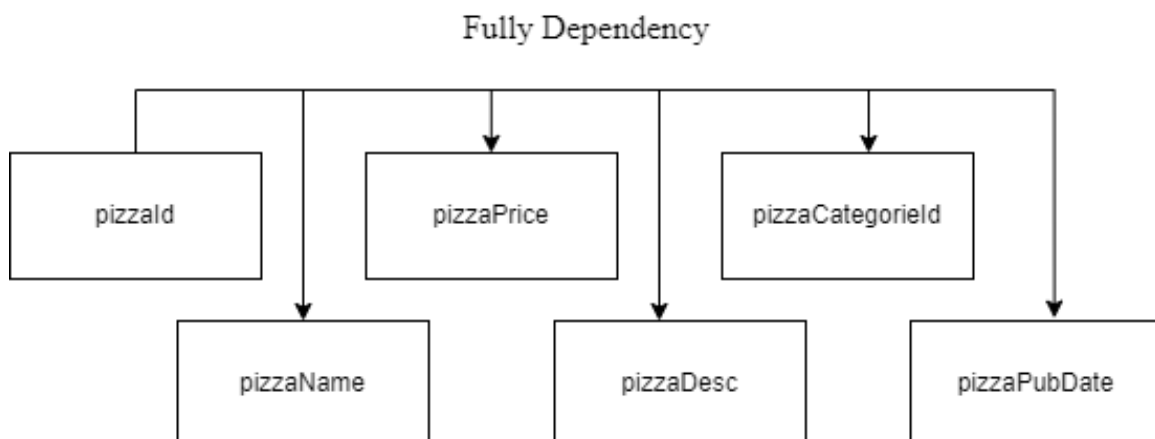 Fully Dependency
pizzaId
pizzaPrice
pizzaCategorieId
pizzaName
pizzaDesc
pizzaPubDate